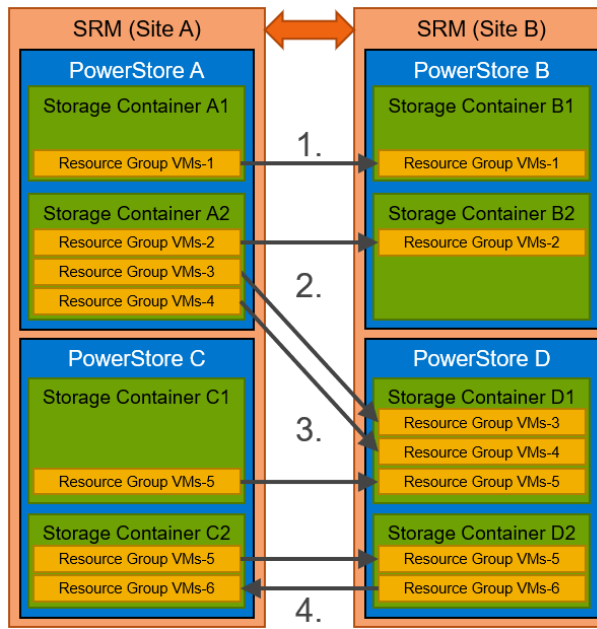 SRM (Site A)
PowerStore A
Storage Container A1
Resource Group VMs-1
Storage Container A2
Resource Group VMs-2
Resource Group VMs-3
Resource Group VMs-4
PowerStore C
Storage Container C1
Resource Group VMs-5
Storage Container C2
Resource Group VMs-5
Resource Group VMs-6
1.
2.
3.
4.
SRM (Site B)
PowerStore B
Storage Container B1
Resource Group VMs-1
Storage Container B2
Resource Group VMs-2
PowerStore D
Storage Container D1
Resource Group VMs-3
Resource Group VMs-4
Resource Group VMs-5
Storage Container D2
Resource Group VMs-5
Resource Group VMs-6